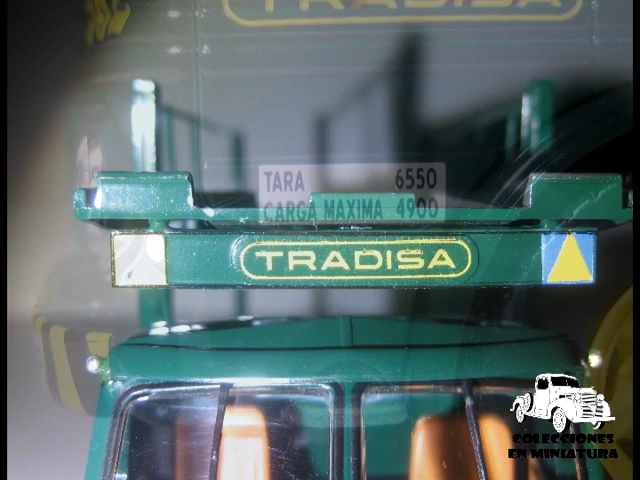 TRADISA
TARA 6550
CARGA MAXIMA 4900
TRADISA
COLECCIONES
EN MINIATURA